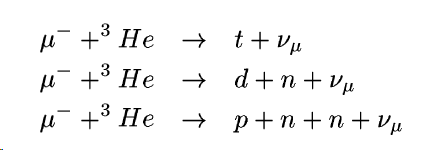 μ⁻ +³ He → t + ν_μ
μ⁻ +³ He → d + n + ν_μ
μ⁻ +³ He → p + n + n + ν_μ